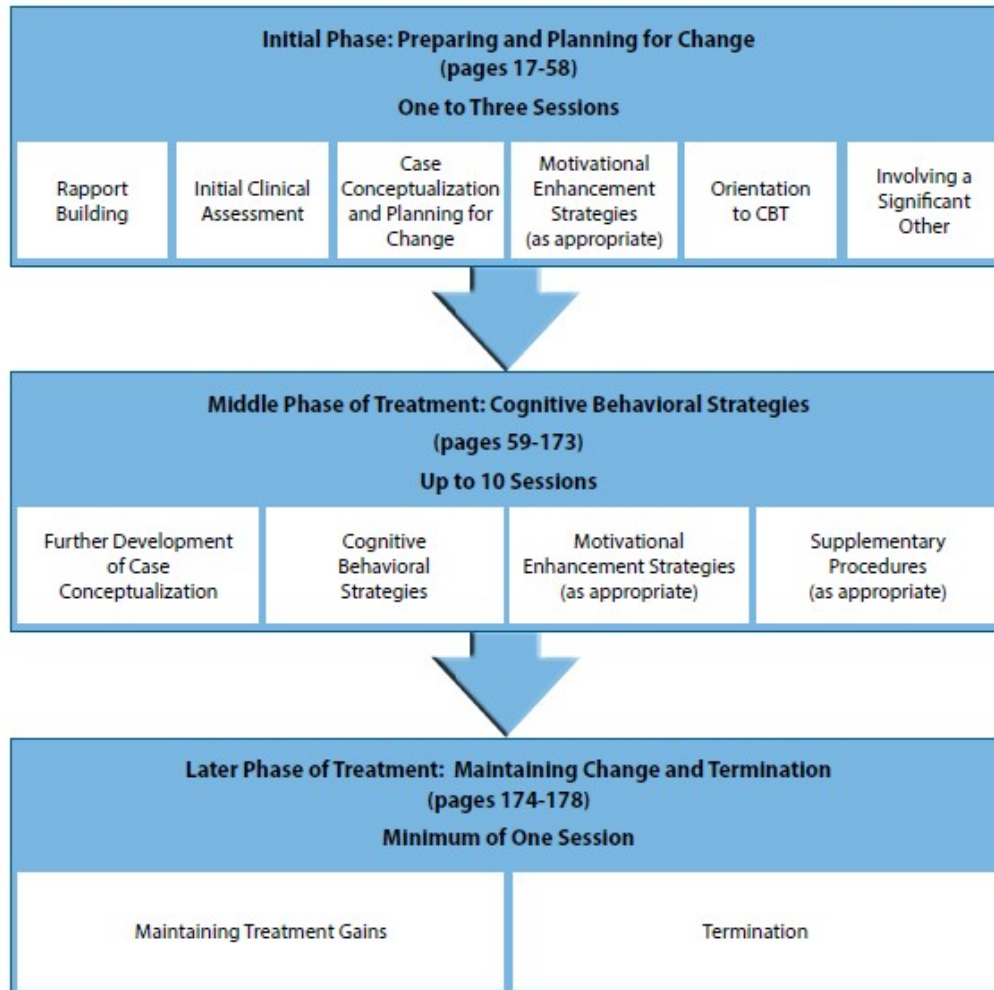 Initial Phase: Preparing and Planning for Change
(pages 17-58)
One to Three Sessions
Rapport
Building
Initial Clinical
Assessment
Case
Conceptualization
and Planning for
Change
Motivational
Enhancement
Strategies
(as appropriate)
Orientation
to CBT
Involving a
Significant
Other
Middle Phase of Treatment: Cognitive Behavioral Strategies
(pages 59-173)
Up to 10 Sessions
Further Development
of Case
Conceptualization
Cognitive
Behavioral
Strategies
Motivational
Enhancement Strategies
(as appropriate)
Supplementary
Procedures
(as appropriate)
Later Phase of Treatment: Maintaining Change and Termination
(pages 174-178)
Minimum of One Session
Maintaining Treatment Gains
Termination